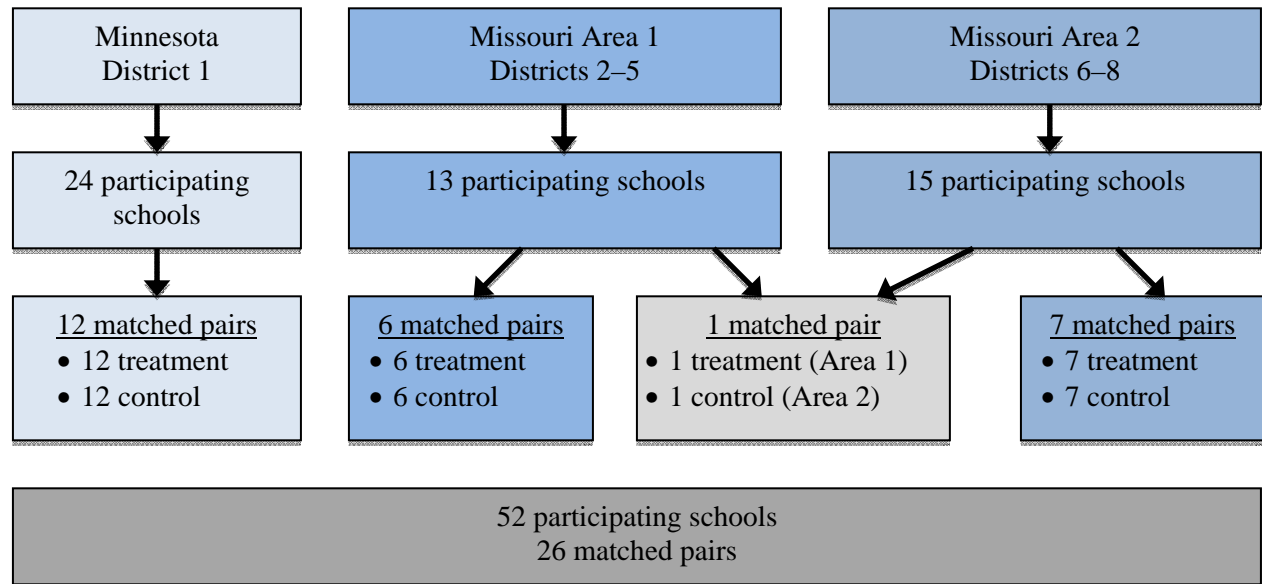 Minnesota
District 1
Missouri Area 1
Districts 2–5
Missouri Area 2
Districts 6–8
24 participating
schools
13 participating schools
15 participating schools
12 matched pairs
• 12 treatment
• 12 control
6 matched pairs
• 6 treatment
• 6 control
1 matched pair
• 1 treatment (Area 1)
• 1 control (Area 2)
7 matched pairs
• 7 treatment
• 7 control
52 participating schools
26 matched pairs